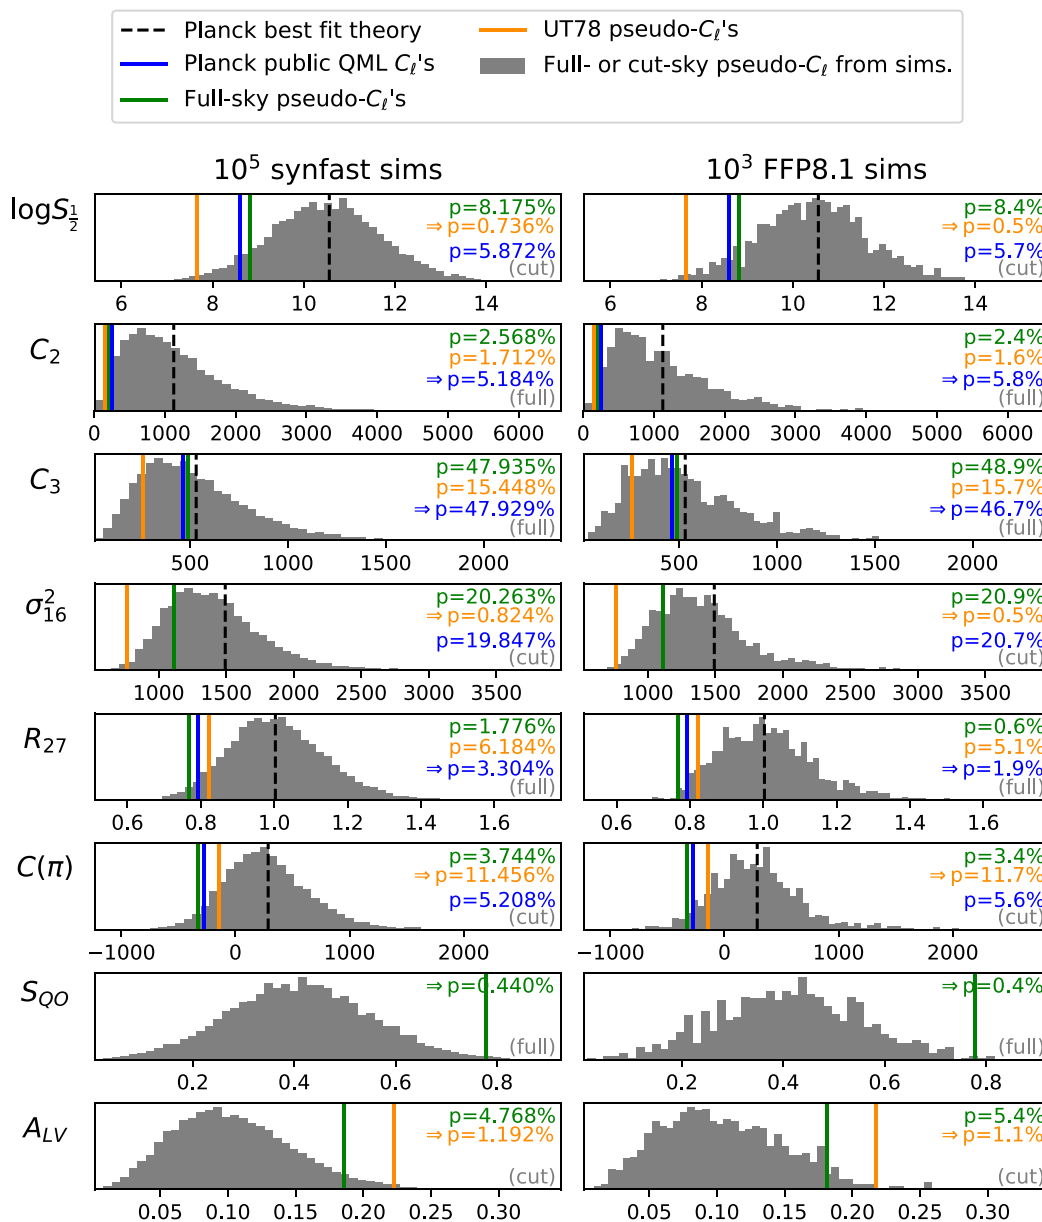 Planck best fit theory
Planck public QML Cℓ's
Full-sky pseudo-Cℓ's
UT78 pseudo-Cℓ's
Full- or cut-sky pseudo-Cℓ from sims.
10⁵ synfast sims
10³ FFP8.1 sims
logS½
p=8.175%
⇒ p=0.736%
p=5.872%
(cut)
6 8 10 12 14
p=8.4%
⇒ p=0.5%
p=5.7%
(cut)
6 8 10 12 14
C₂
p=2.568%
p=1.712%
⇒ p=5.184%
(full)
0 1000 2000 3000 4000 5000 6000
p=2.4%
p=1.6%
⇒ p=5.8%
(full)
0 1000 2000 3000 4000 5000 6000
C₃
p=47.935%
p=15.448%
⇒ p=47.929%
(full)
500 1000 1500 2000
p=48.9%
p=15.7%
⇒ p=46.7%
(full)
500 1000 1500 2000
σ²₁₆
p=20.263%
⇒ p=0.824%
p=19.847%
(cut)
1000 1500 2000 2500 3000 3500
p=20.9%
⇒ p=0.5%
p=20.7%
(cut)
1000 1500 2000 2500 3000 3500
R₂₇
p=1.776%
p=6.184%
⇒ p=3.304%
(full)
0.6 0.8 1.0 1.2 1.4 1.6
p=0.6%
p=5.1%
⇒ p=1.9%
(full)
0.6 0.8 1.0 1.2 1.4 1.6
C(π)
p=3.744%
⇒ p=11.456%
p=5.208%
(cut)
−1000 0 1000 2000
p=3.4%
⇒ p=11.7%
p=5.6%
(cut)
−1000 0 1000 2000
S_QO
⇒ p=0.440%
(full)
0.2 0.4 0.6 0.8
⇒ p=0.4%
(full)
0.2 0.4 0.6 0.8
A_LV
p=4.768%
⇒ p=1.192%
(cut)
0.05 0.10 0.15 0.20 0.25 0.30
p=5.4%
⇒ p=1.1%
(cut)
0.05 0.10 0.15 0.20 0.25 0.30